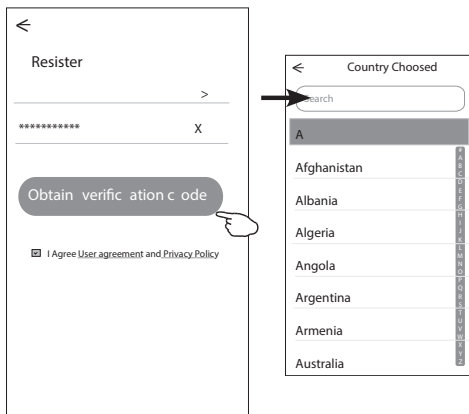 Resister
>
*********** X
Obtain verific ation c ode
I Agree User agreement and Privacy Policy
Country Choosed
Search
A
Afghanistan
Albania
Algeria
Angola
Argentina
Armenia
Australia
#
A
B
C
D
E
F
G
H
I
J
K
L
M
N
O
P
Q
R
S
T
U
V
W
X
Y
Z